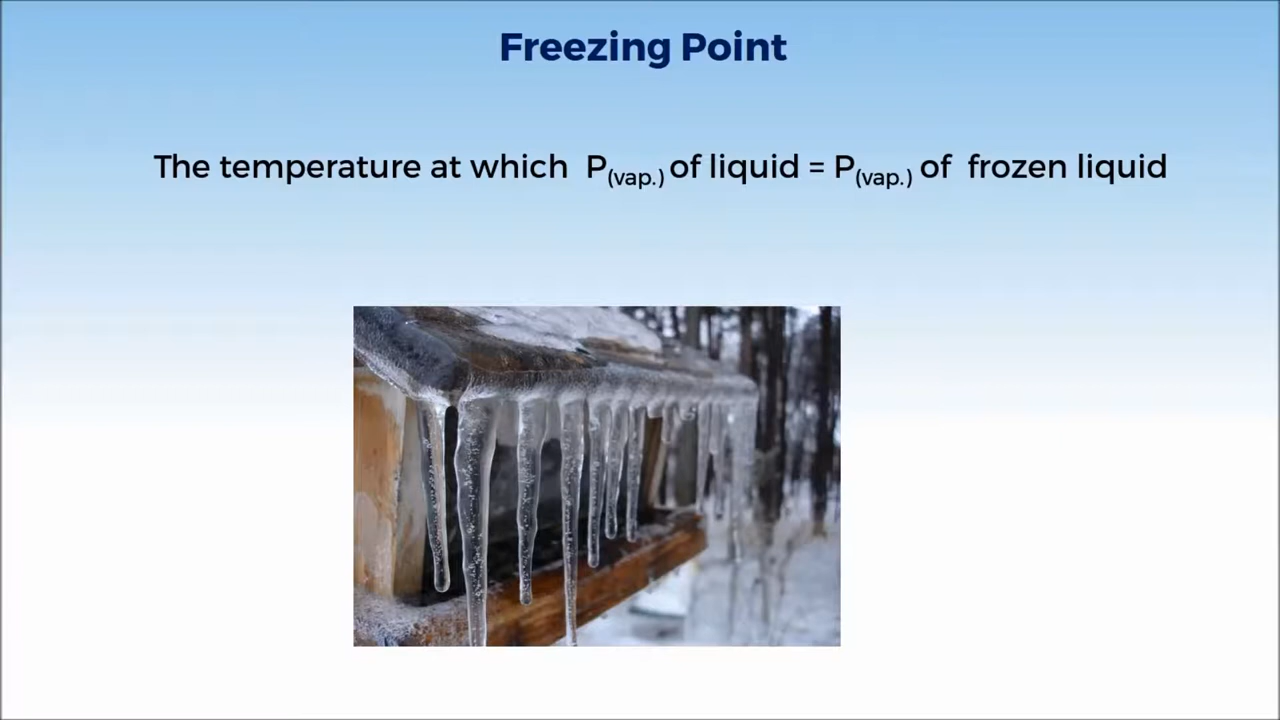 Freezing Point
The temperature at which P(vap.) of liquid = P(vap.) of frozen liquid